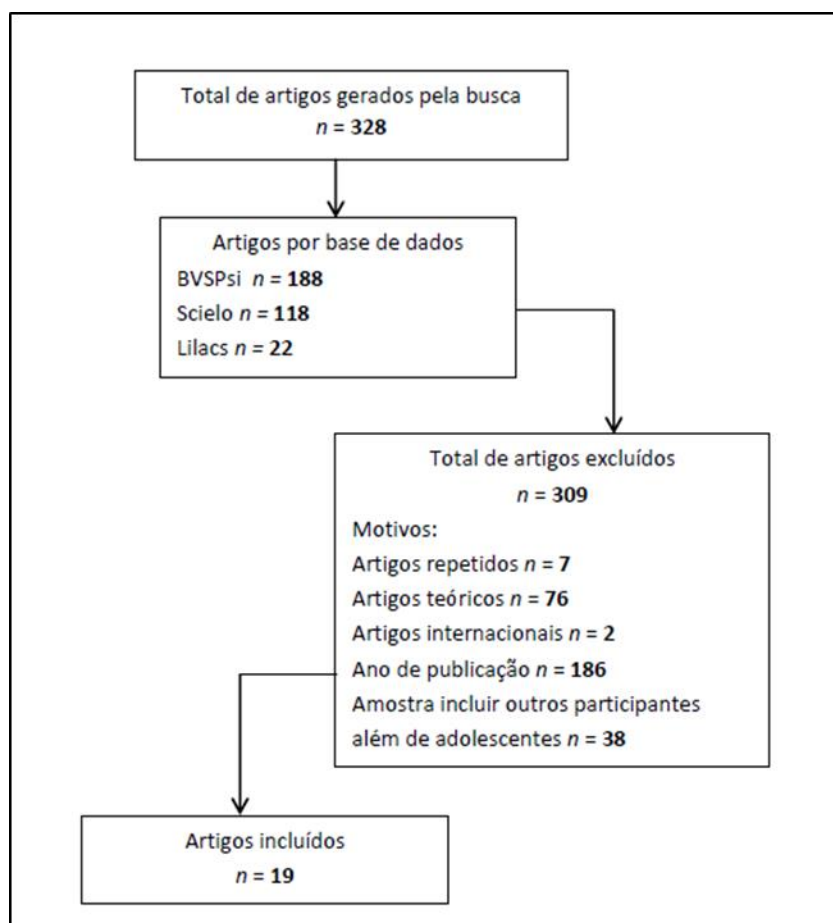 Total de artigos gerados pela busca
n = 328
Artigos por base de dados
BVSPsi n = 188
Scielo n = 118
Lilacs n = 22
Total de artigos excluídos
n = 309
Motivos:
Artigos repetidos n = 7
Artigos teóricos n = 76
Artigos internacionais n = 2
Ano de publicação n = 186
Amostra incluir outros participantes
além de adolescentes n = 38
Artigos incluídos
n = 19